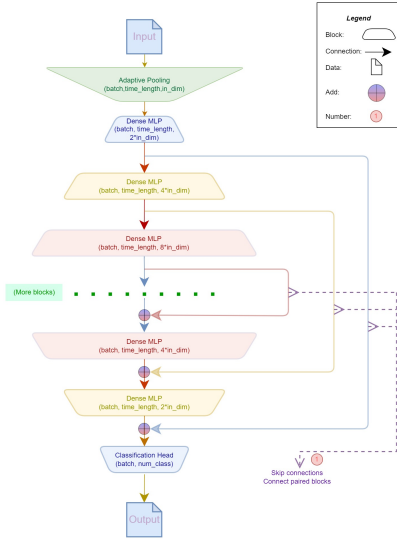 Input
Legend
Block:
Connection:
Data:
Add:
Number:
1
Adaptive Pooling
(batch,time_length,in_dim)
Dense MLP
(batch, time_length,
2*in_dim)
Dense MLP
(batch, time_length, 4*in_dim)
Dense MLP
(batch, time_length, 8*in_dim)
(More blocks)
Dense MLP
(batch, time_length, 4*in_dim)
Dense MLP
(batch, time_length, 2*in_dim)
Classification Head
(batch, num_class)
1
Skip connections
Connect paired blocks
Output